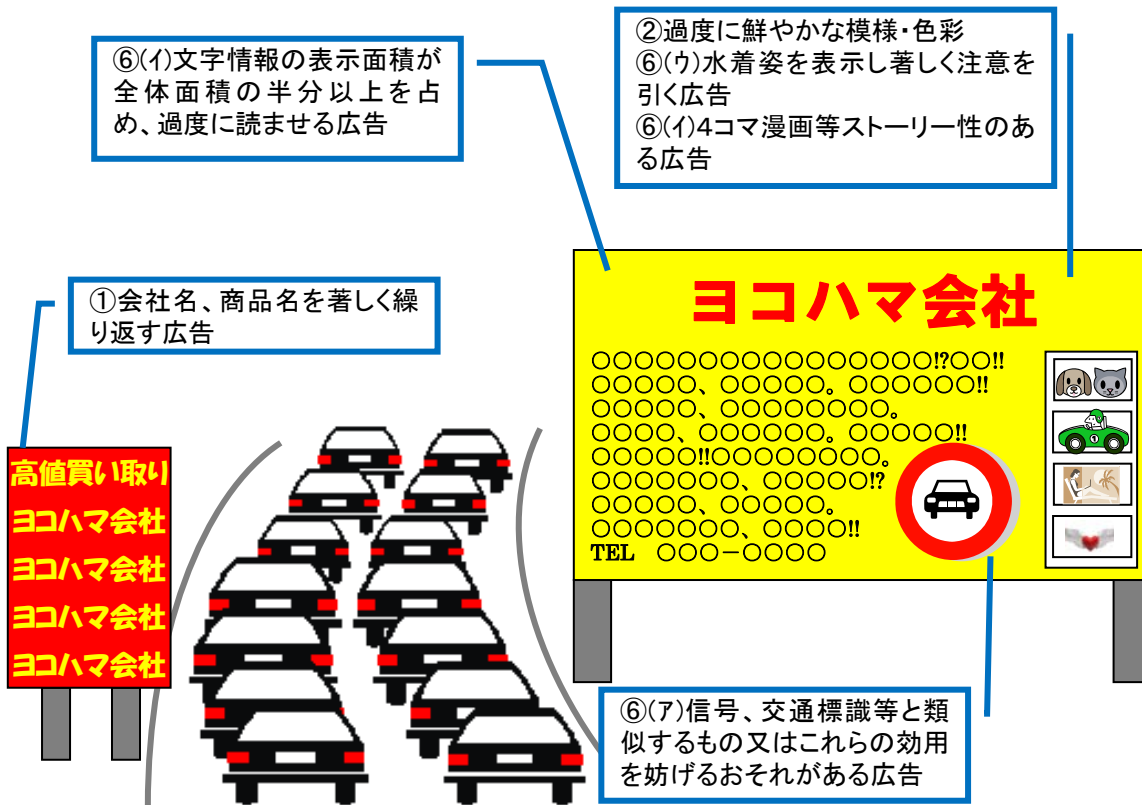 ⑥(イ)文字情報の表示面積が
全体面積の半分以上を占
め、過度に読ませる広告
②過度に鮮やかな模様・色彩
⑥(ウ)水着姿を表示し著しく注意を
引く広告
⑥(イ)4コマ漫画等ストーリー性のあ
る広告
①会社名、商品名を著しく繰
り返す広告
ヨコハマ会社
○○○○○○○○○○○○○○○○!?○○!!
○○○○○、○○○○○。○○○○○○!!
○○○○○、○○○○○○○○。
○○○○、○○○○○○。○○○○○!!
○○○○○!!○○○○○○○○。
○○○○○○○、○○○○○!?
○○○○○、○○○○○。
○○○○○○○、○○○○!!
TEL　○○○－○○○○
1
高値買い取り
ヨコハマ会社
ヨコハマ会社
ヨコハマ会社
ヨコハマ会社
⑥(ア)信号、交通標識等と類
似するもの又はこれらの効用
を妨げるおそれがある広告